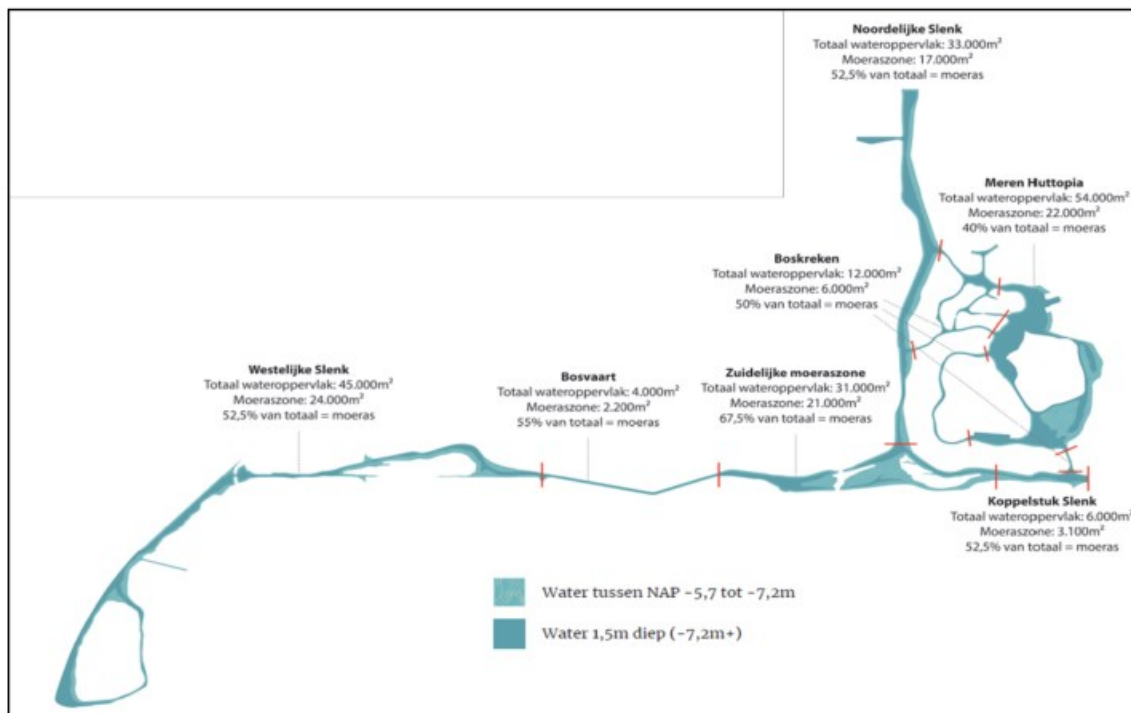 Noordelijke Slenk
Totaal wateroppervlak: 33.000m²
Moeraszone: 17.000m²
52,5% van totaal = moeras
Meren Huttopia
Totaal wateroppervlak: 54.000m²
Moeraszone: 22.000m²
40% van totaal = moeras
Boskreken
Totaal wateroppervlak: 12.000m²
Moeraszone: 6.000m²
50% van totaal = moeras
Westelijke Slenk
Totaal wateroppervlak: 45.000m²
Moeraszone: 24.000m²
52,5% van totaal = moeras
Bosvaart
Totaal wateroppervlak: 4.000m²
Moeraszone: 2.200m²
55% van totaal = moeras
Zuidelijke moeraszone
Totaal wateroppervlak: 31.000m²
Moeraszone: 21.000m²
67,5% van totaal = moeras
Koppelstuk Slenk
Totaal wateroppervlak: 6.000m²
Moeraszone: 3.100m²
52,5% van totaal = moeras
Water tussen NAP -5,7 tot -7,2m
Water 1,5m diep (-7,2m+)